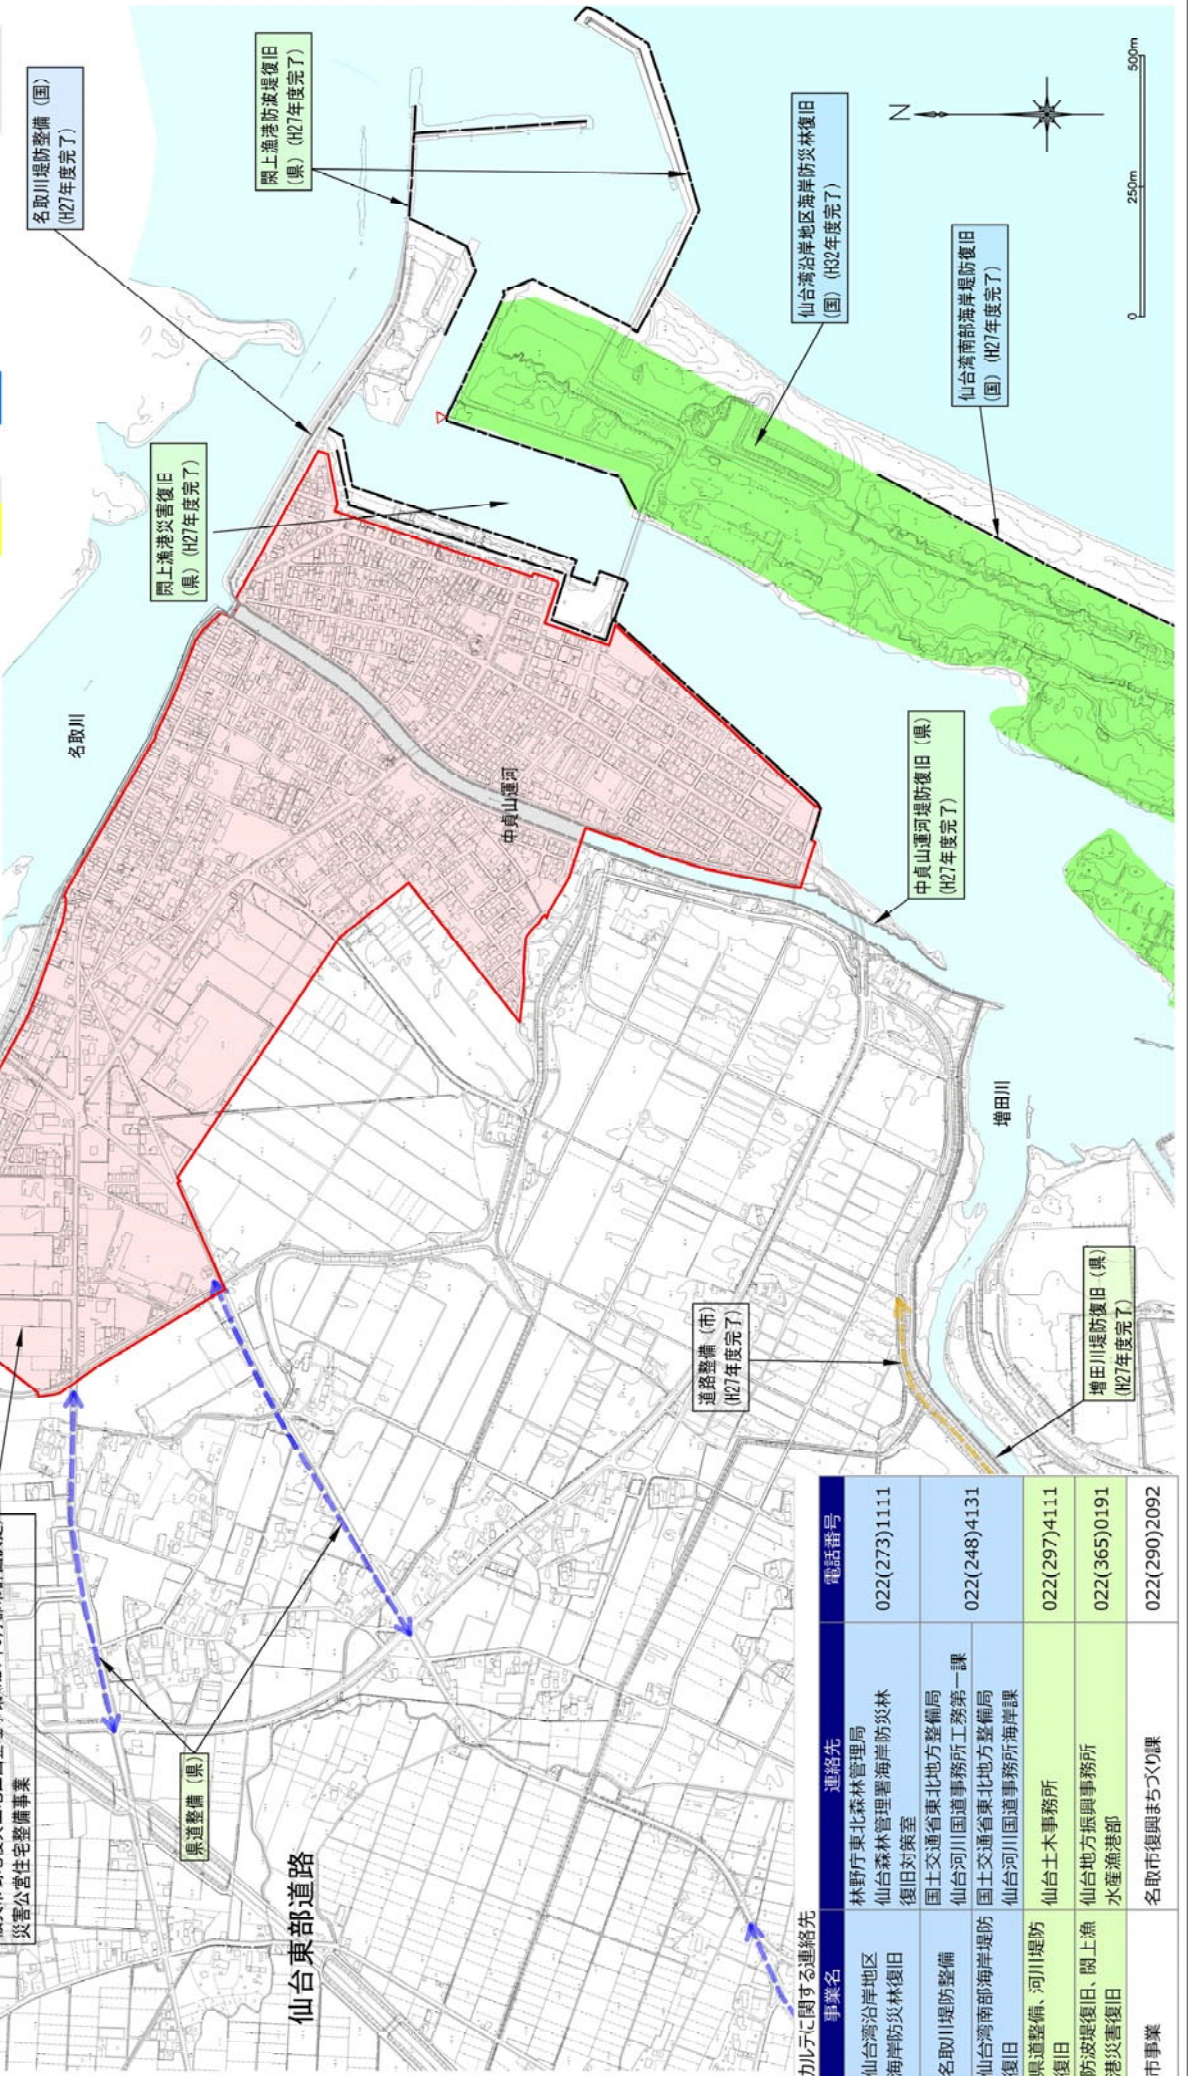 名取川堤防整備（国）
(H27年度完了)
閖上漁港防波堤復旧
（県）(H27年度完了)
閖上漁港災害復旧
（県）(H27年度完了)
仙台湾沿岸地区海岸防災林復旧
（国）(H32年度完了)
仙台湾南部海岸堤防復旧
（国）(H27年度完了)
N
0
250m
500m
名取川
中貞山運河
中貞山運河堤防復旧（県）
(H27年度完了)
増田川
増田川堤防復旧（県）
(H27年度完了)
道路整備（市）
(H27年度完了)
県道整備（県）
災害公営住宅整備事業
仙台東部道路
カルテに関する連絡先
事業名
連絡先
電話番号
仙台湾沿岸地区
海岸防災林復旧
林野庁東北森林管理局
仙台森林管理署海岸防災林
復旧対策室
022(273)1111
名取川堤防整備
国土交通省東北地方整備局
仙台河川国道事務所工務第一課
022(248)4131
仙台湾南部海岸堤防
復旧
国土交通省東北地方整備局
仙台河川国道事務所海岸課
県道整備、河川堤防
復旧
仙台土木事務所
022(297)4111
防波堤復旧、閖上漁
港災害復旧
仙台地方振興事務所
水産漁港部
022(365)0191
市事業
名取市復興まちづくり課
022(290)2092